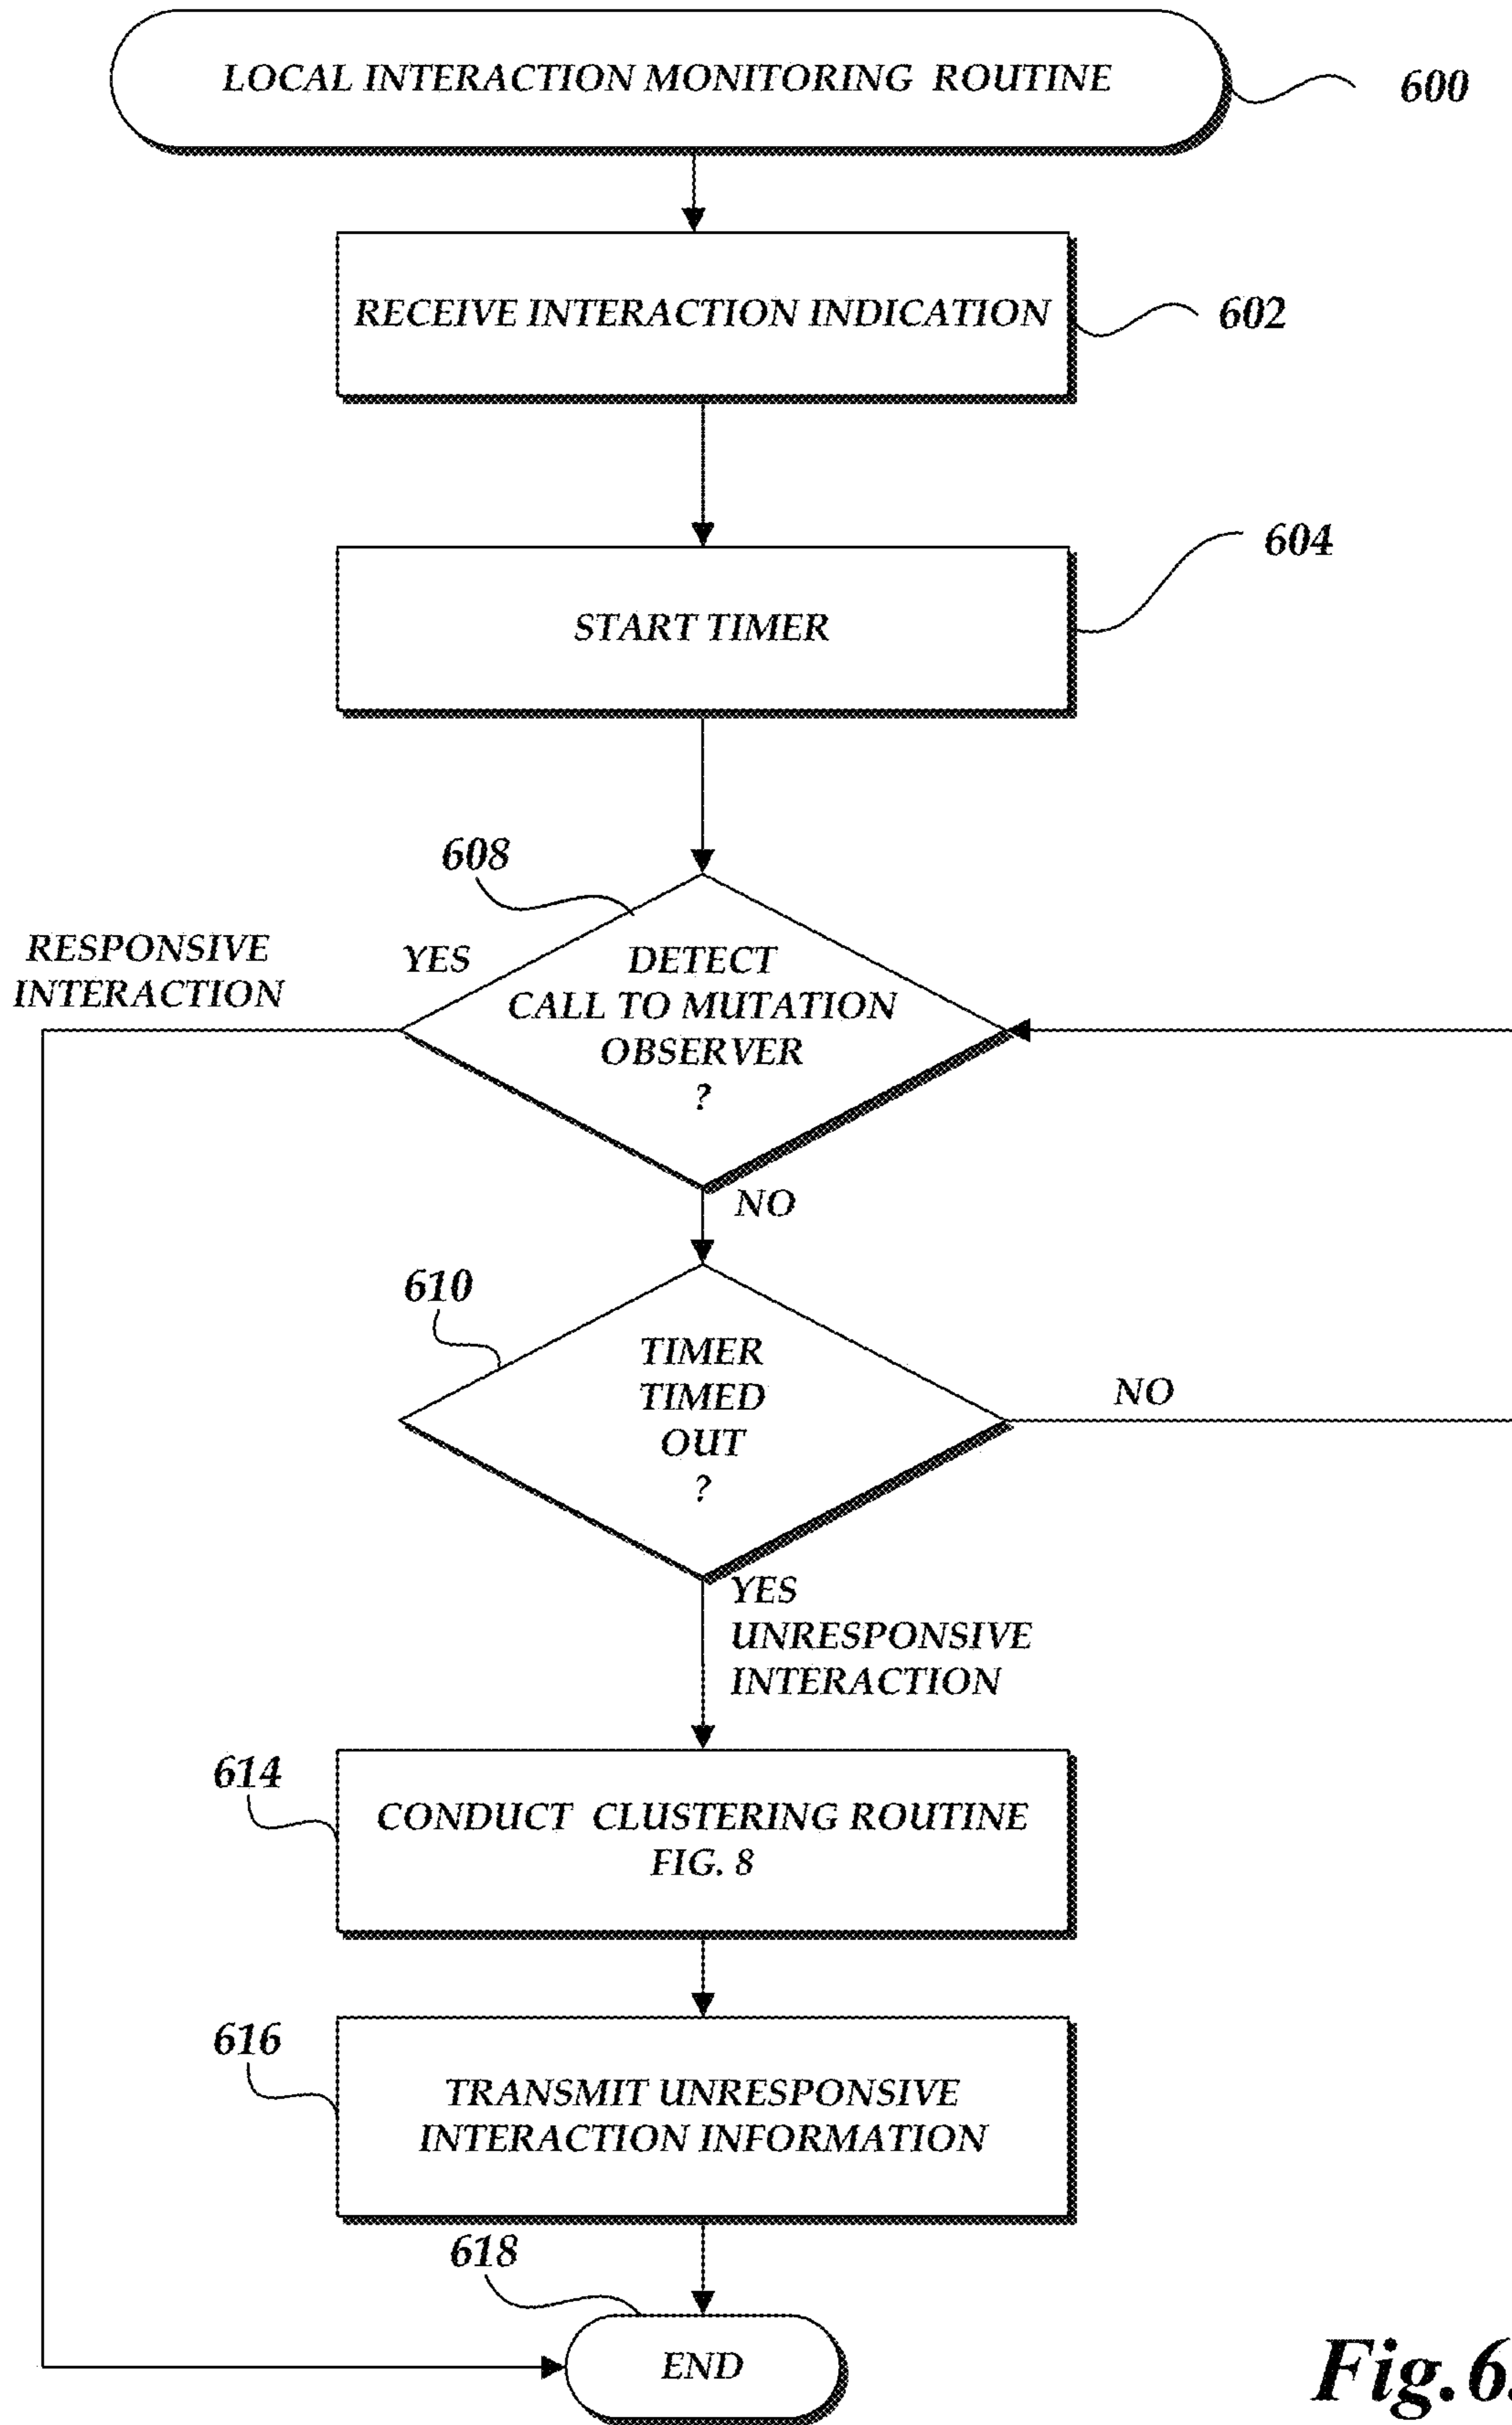 LOCAL INTERACTION MONITORING ROUTINE
600
RECEIVE INTERACTION INDICATION
602
604
START TIMER
608
RESPONSIVE
INTERACTION
YES
DETECT
CALL TO MUTATION
OBSERVER
?
NO
610
TIMER
TIMED
OUT
?
NO
YES
UNRESPONSIVE
INTERACTION
614
CONDUCT CLUSTERING ROUTINE
FIG. 8
616
TRANSMIT UNRESPONSIVE
INTERACTION INFORMATION
618
END
Fig.6.